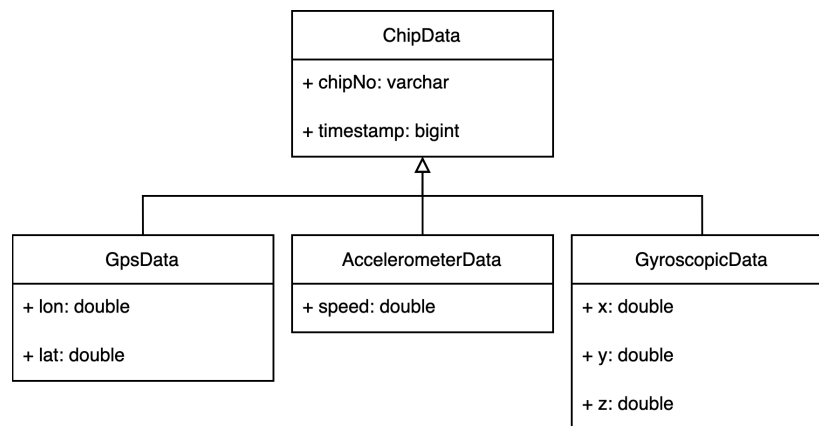 ChipData
+ chipNo: varchar
+ timestamp: bigint
GpsData
+ lon: double
+ lat: double
AccelerometerData
+ speed: double
GyroscopicData
+ x: double
+ y: double
+ z: double